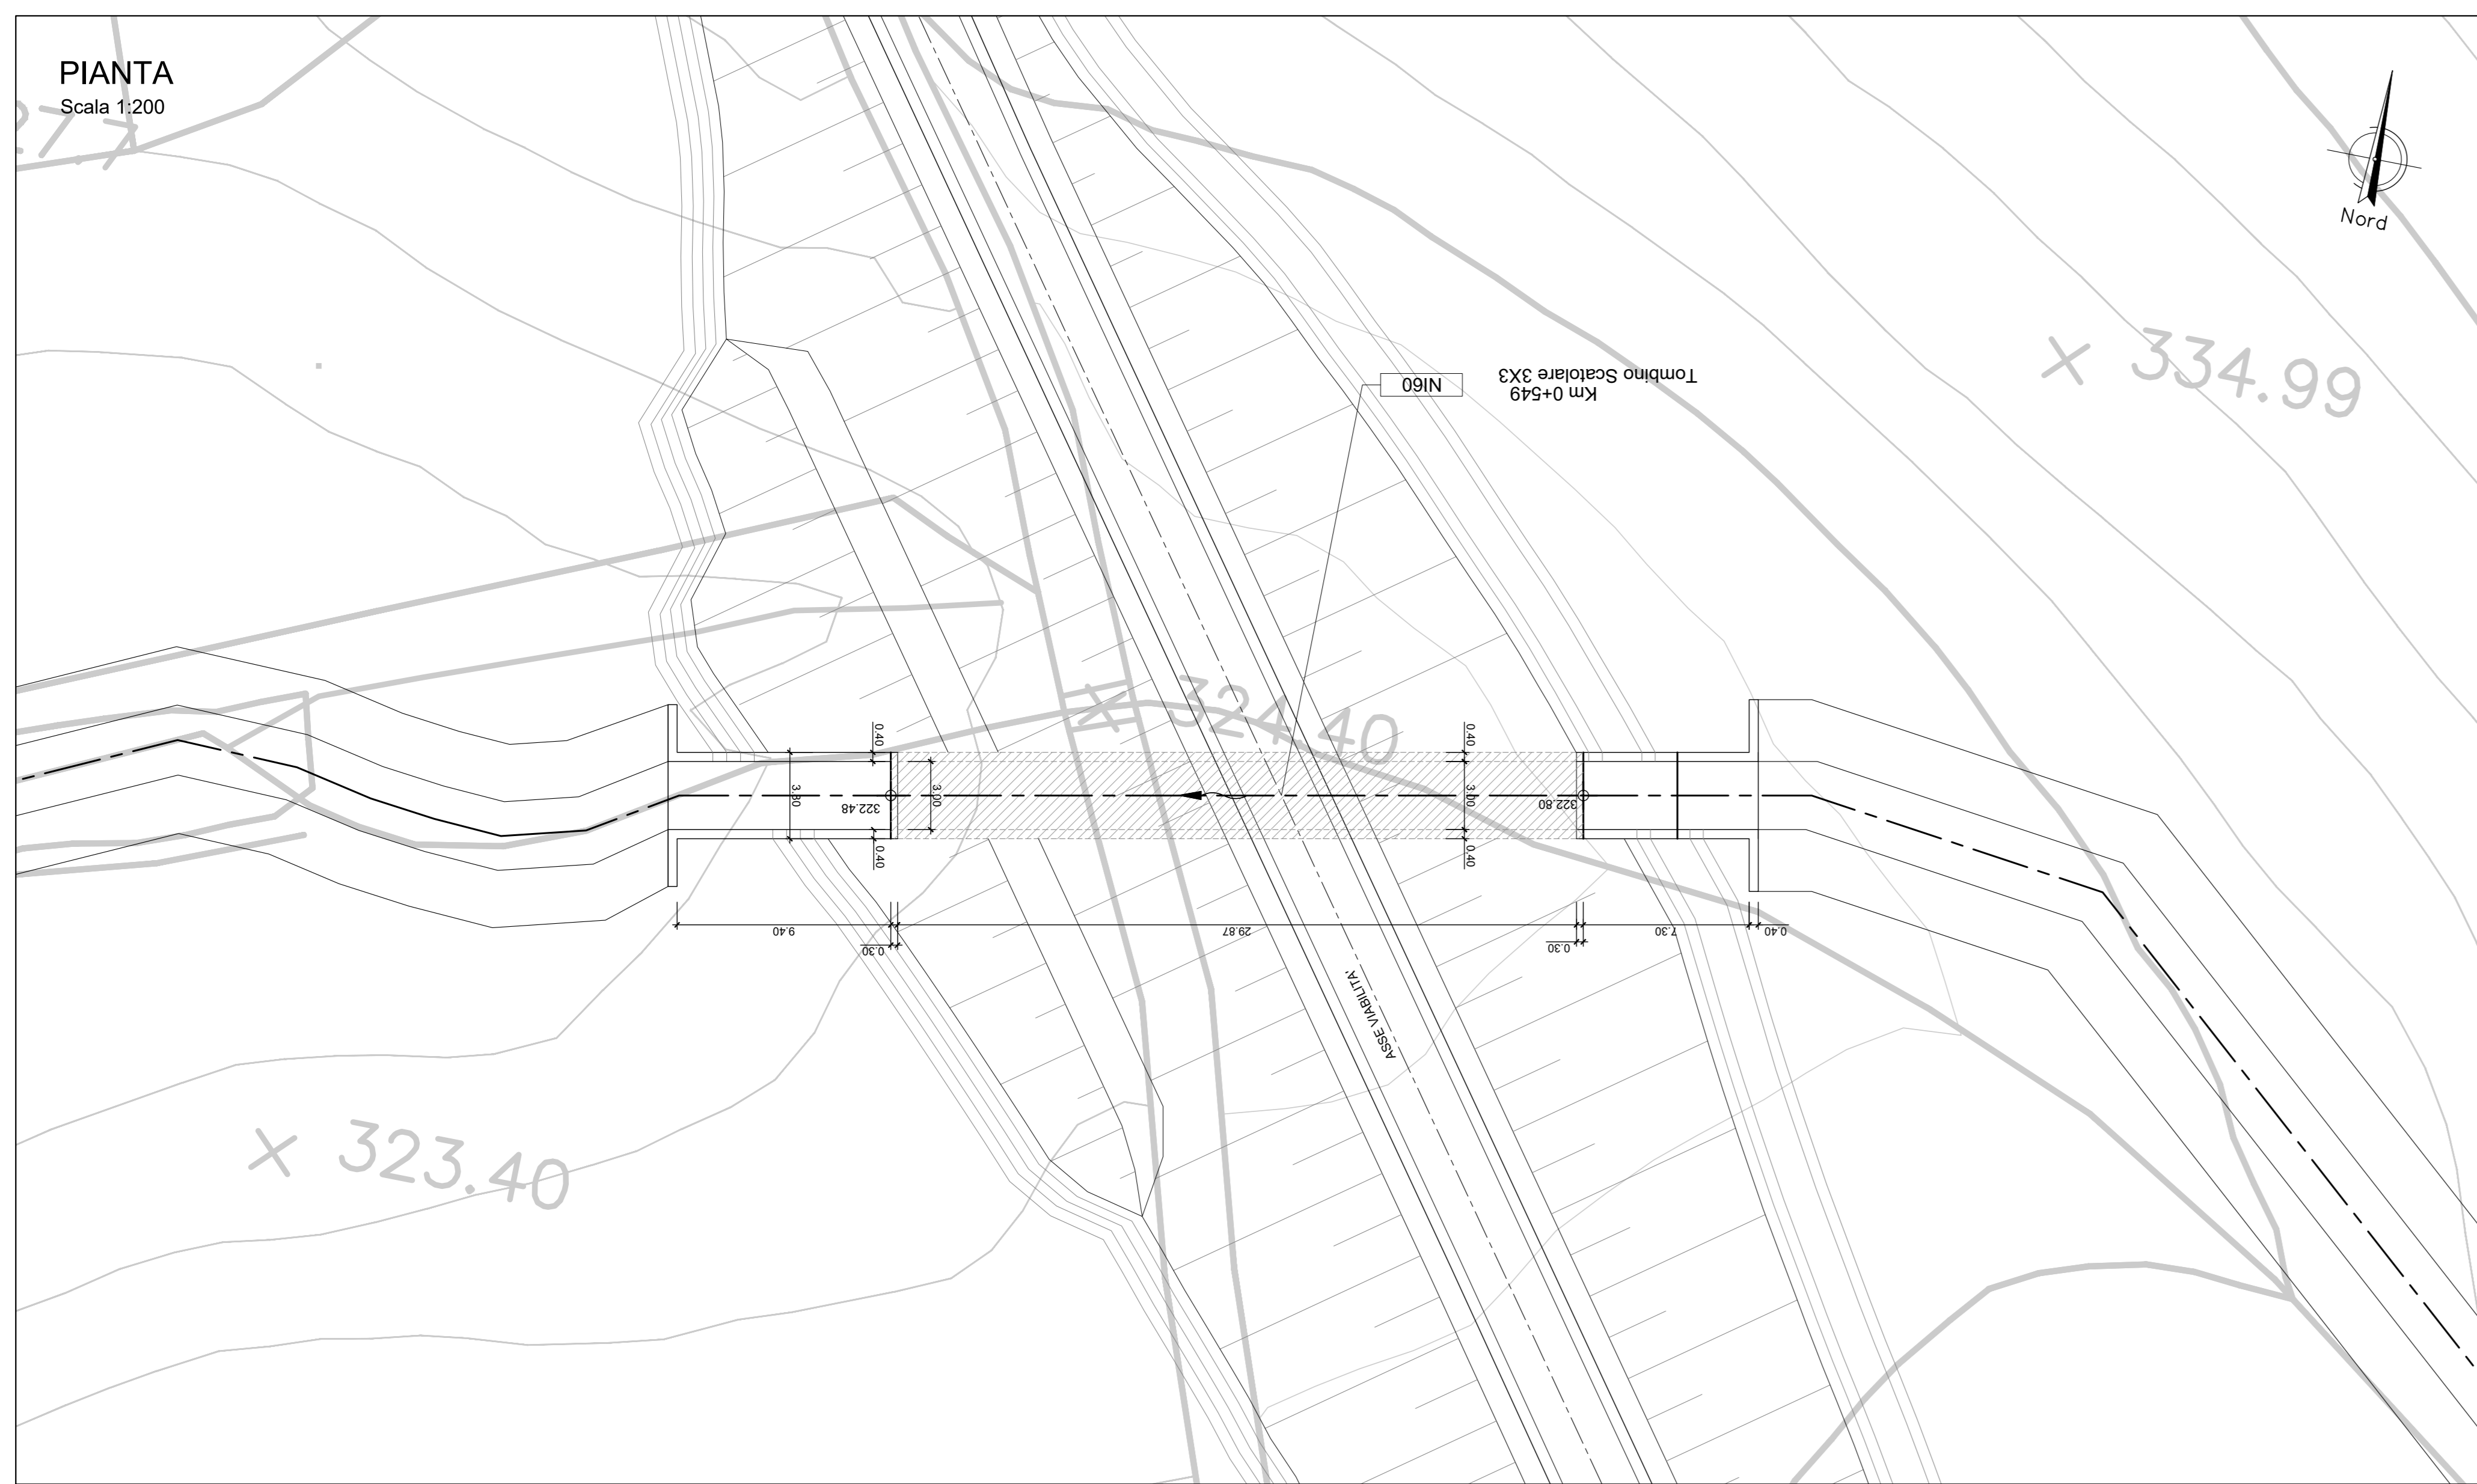 PIANTA
Scala 1:200
27.7
Nord
× 334.99
NI60
Tombino Scatolare 3X3
Km 0+549
× 324.40
0.40
3.80
0.40
322.48
3.00
0.40
3.00
0.40
322.80
9.40
0.30
29.87
0.30
7.30
0.40
ASSE VIABILITA'
× 323.40